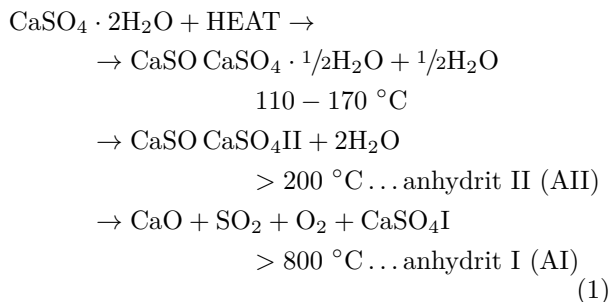 CaSO₄ · 2H₂O + HEAT →
→ CaSO CaSO₄ · 1/2H₂O + 1/2H₂O
110 – 170 °C
→ CaSO CaSO₄II + 2H₂O
> 200 °C … anhydrit II (AII)
→ CaO + SO₂ + O₂ + CaSO₄I
> 800 °C … anhydrit I (AI)
(1)